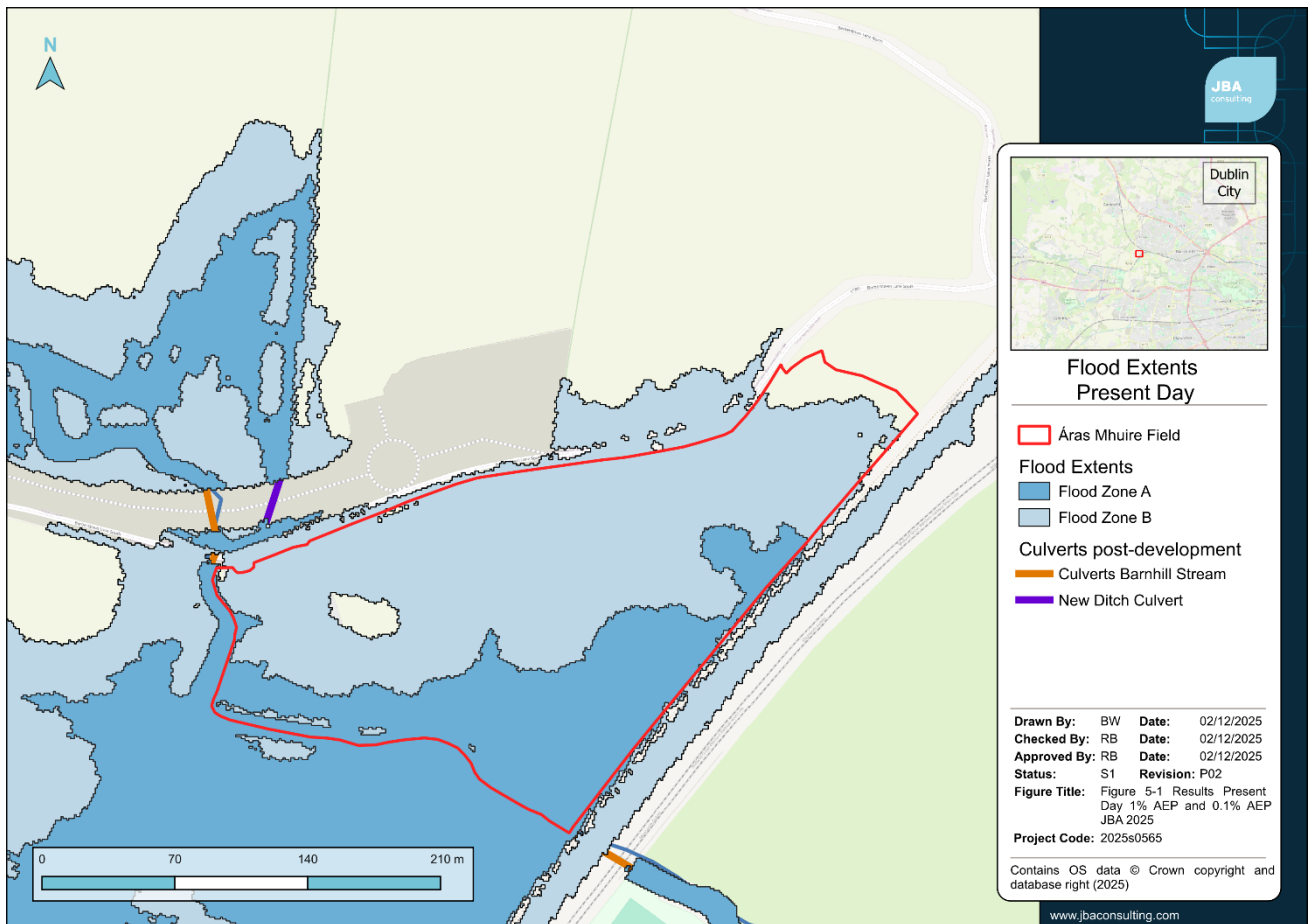 N
JBA
consulting
Dublin
City
Flood Extents
Present Day
Áras Mhuire Field
Flood Extents
Flood Zone A
Flood Zone B
Culverts post-development
Culverts Barnhill Stream
New Ditch Culvert
Drawn By: BW Date: 02/12/2025
Checked By: RB Date: 02/12/2025
Approved By: RB Date: 02/12/2025
Status: S1 Revision: P02
Figure Title: Figure 5-1 Results Present
Day 1% AEP and 0.1% AEP
JBA 2025
Project Code: 2025s0565
Contains OS data © Crown copyright and
database right (2025)
www.jbaconsulting.com
0 70 140 210 m